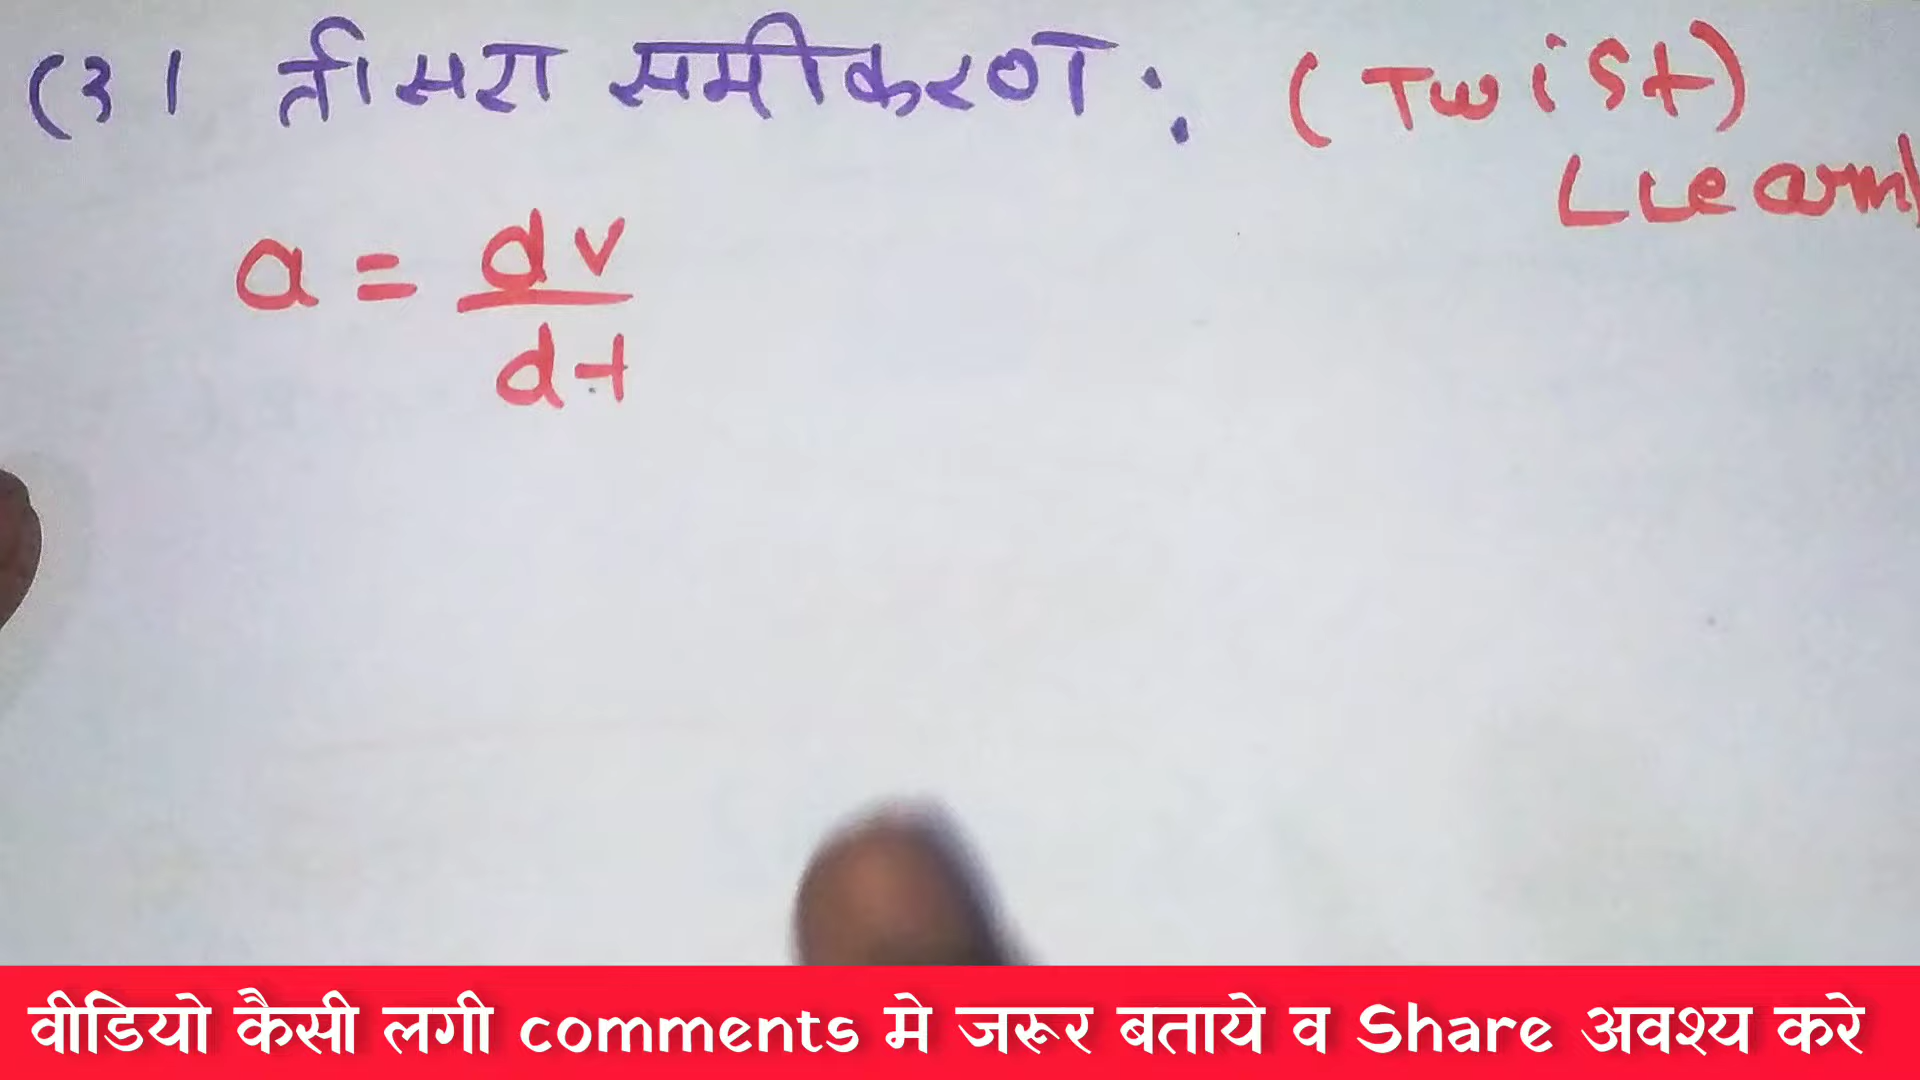 (3) तीसरा समीकरण : (Twist)
(Learn)
a = dv
dt
वीडियो कैसी लगी comments मे जरूर बताये व Share अवश्य करे